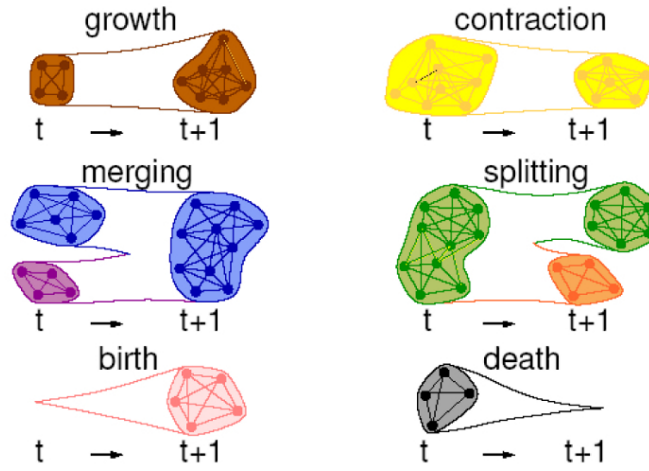 growth
contraction
t t+1
t t+1
merging
splitting
t t+1
t t+1
birth
death
t t+1
t t+1